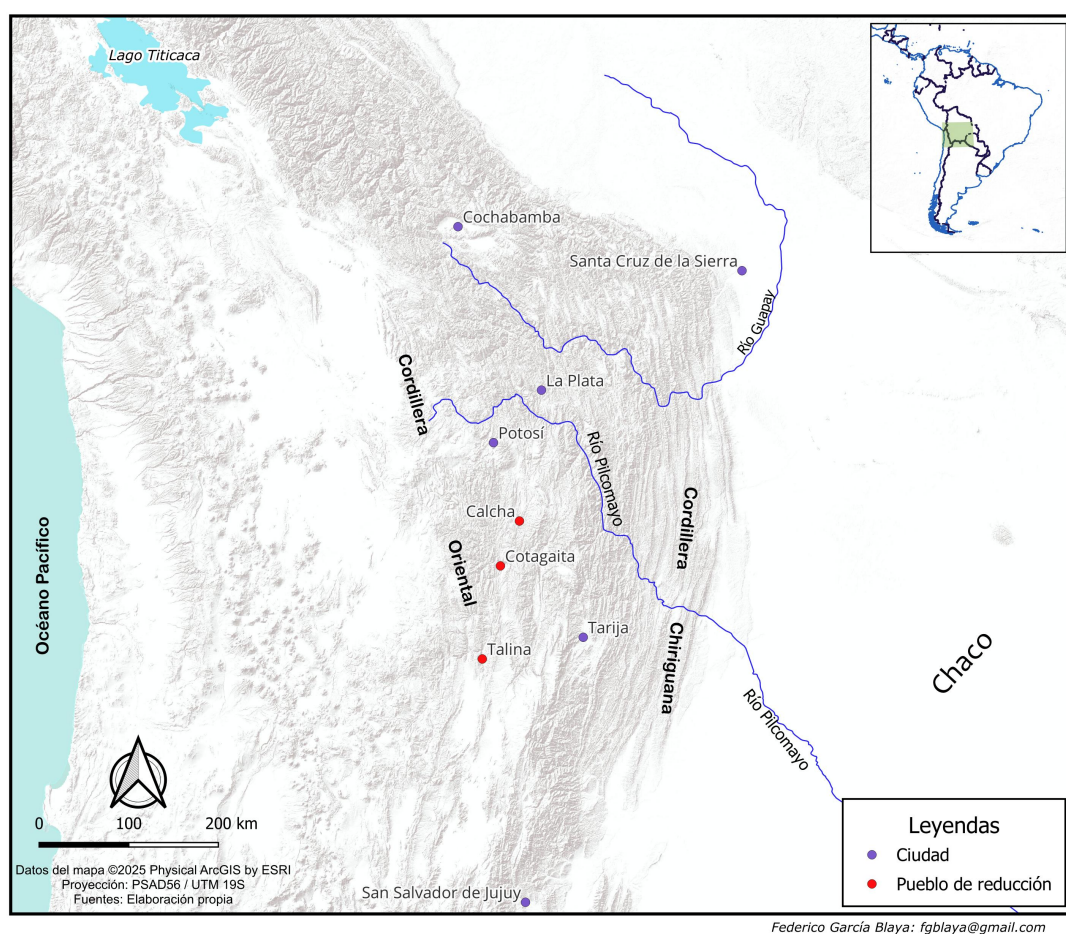 Lago Titicaca
Cochabamba
Santa Cruz de la Sierra
Río Guapay
Cordillera
La Plata
Potosí
Río Pilcomayo
Calcha
Cordillera
Océano Pacífico
Oriental
Cotagaita
Tarija
Chiriguana
Talina
Chaco
Río Pilcomayo
0 100 200 km
Datos del mapa ©2025 Physical ArcGIS by ESRI
Proyección: PSAD56 / UTM 19S
Fuentes: Elaboración propia
San Salvador de Jujuy
Leyendas
Ciudad
Pueblo de reducción
Federico García Blaya: fgblaya@gmail.com